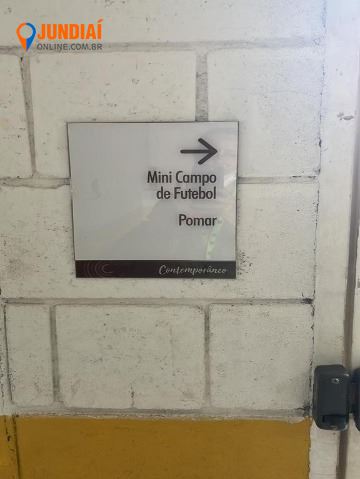 JUNDIAÍ
ONLINE.COM.BR
Mini Campo
de Futebol
Pomar
Contemporâneo